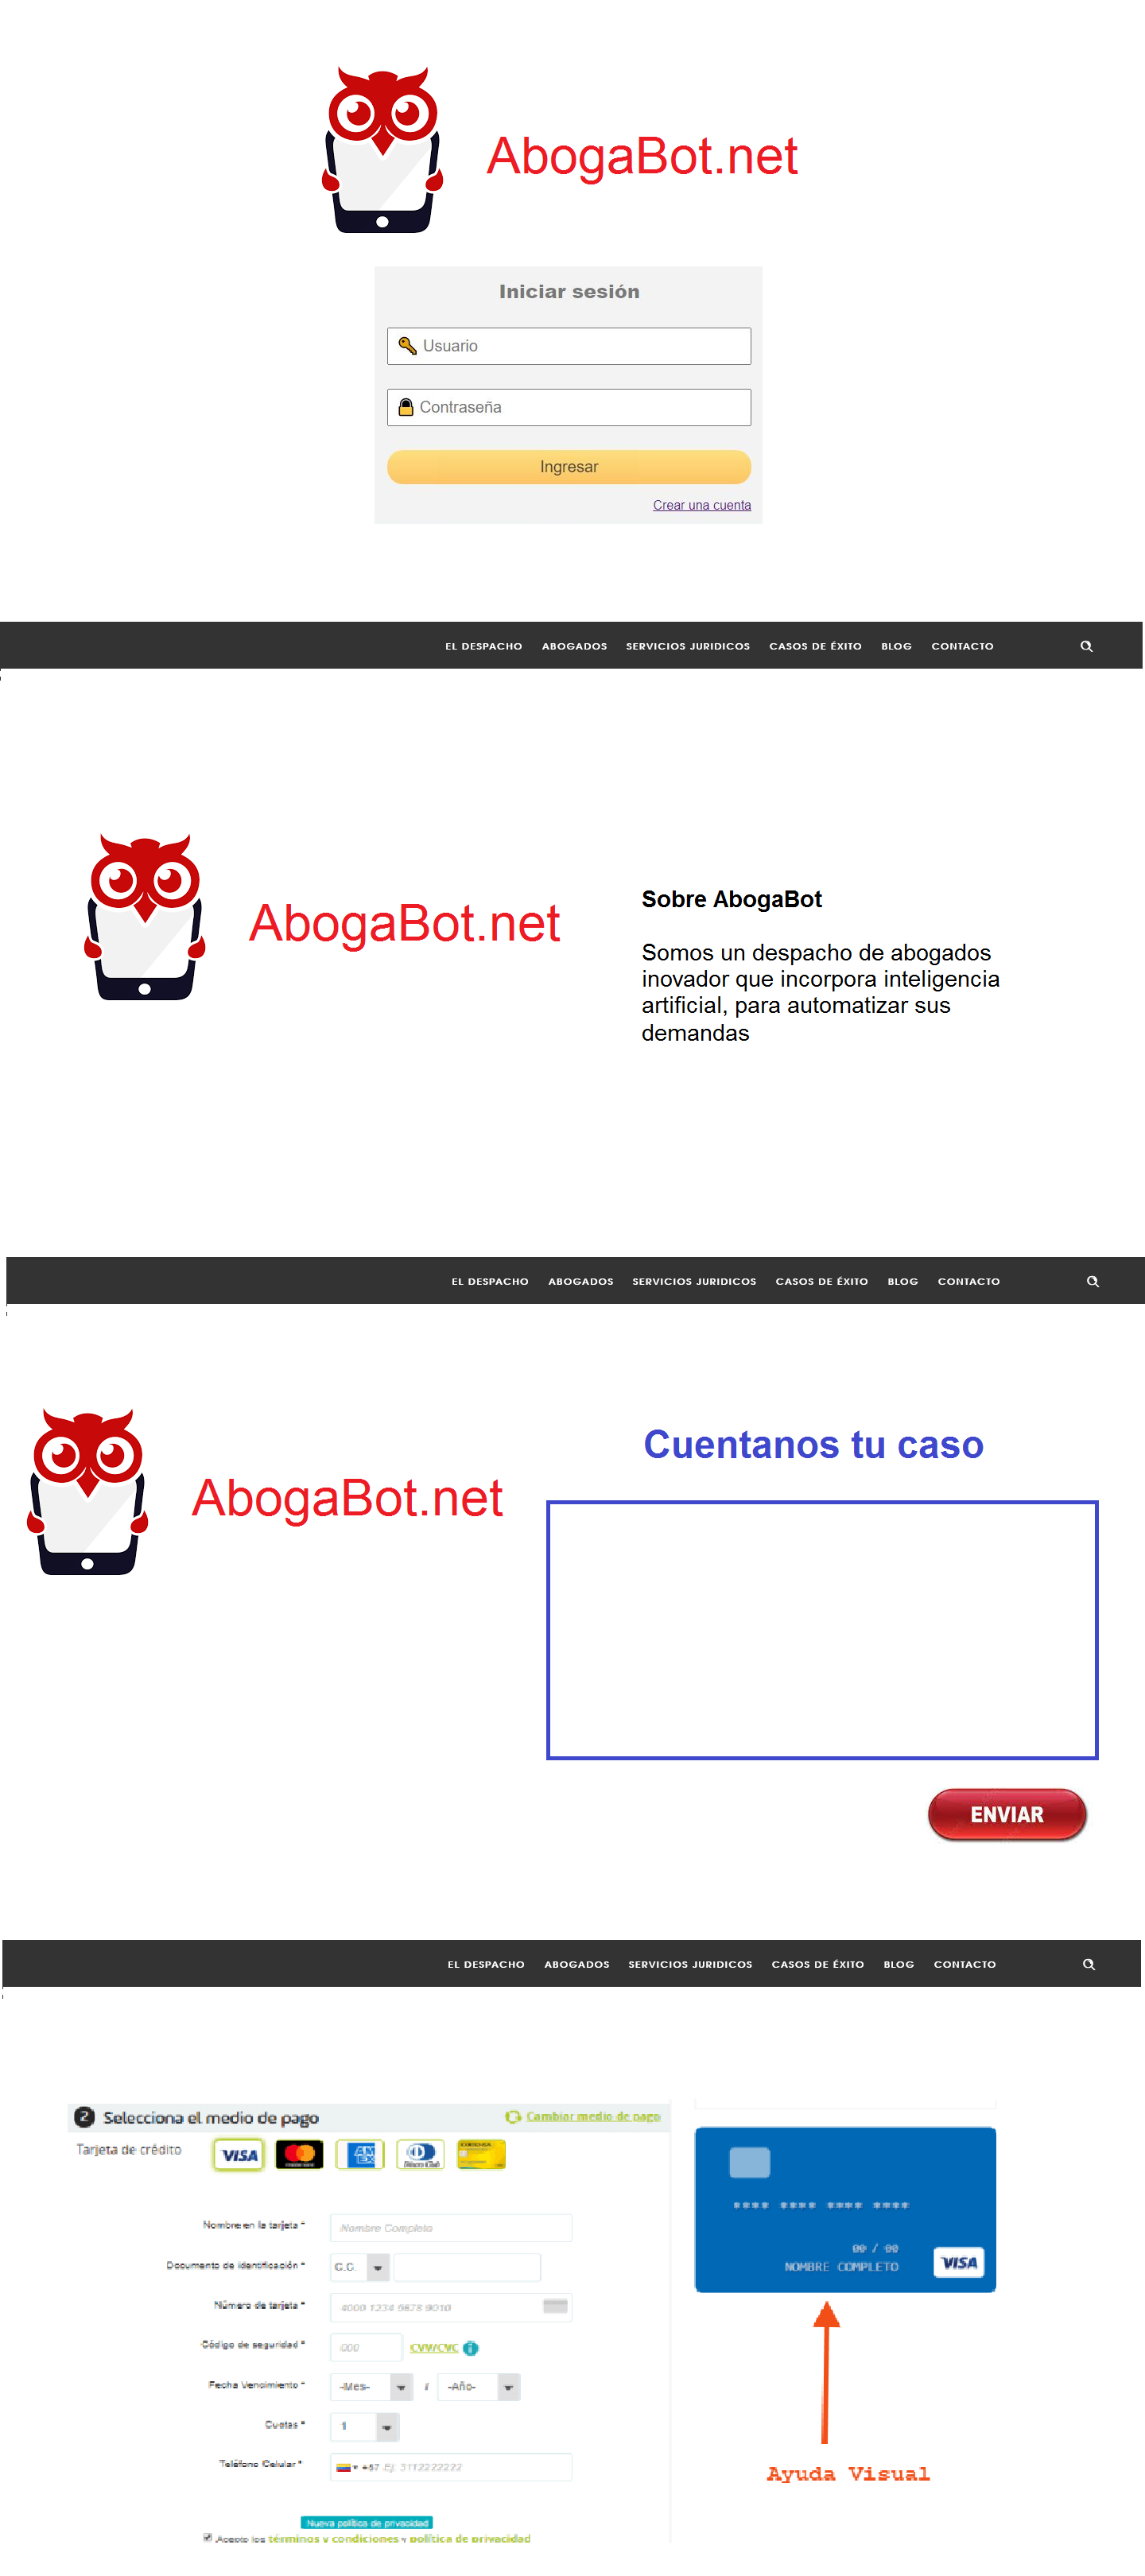 AbogaBot.net
Iniciar sesión
Usuario
Contraseña
Ingresar
Crear una cuenta
EL DESPACHO ABOGADOS SERVICIOS JURIDICOS CASOS DE ÉXITO BLOG CONTACTO
AbogaBot.net
Sobre AbogaBot
Somos un despacho de abogados
inovador que incorpora inteligencia
artificial, para automatizar sus
demandas
EL DESPACHO ABOGADOS SERVICIOS JURIDICOS CASOS DE ÉXITO BLOG CONTACTO
AbogaBot.net
Cuentanos tu caso
ENVIAR
EL DESPACHO ABOGADOS SERVICIOS JURIDICOS CASOS DE ÉXITO BLOG CONTACTO
2 Selecciona el medio de pago
Cambiar medio de pago
Tarjeta de crédito VISA AMEX Diners Club
Nombre en la tarjeta * Nombre Completo
Documento de identificación * C.C.
Número de tarjeta * 4000 1234 5678 9010
Código de seguridad * 000 CVV/CVC
Fecha Vencimiento * -Mes- / -Año-
Cuotas * 1
Teléfono Celular * +57 Ej: 3112222222
Nueva política de privacidad
Acepto los términos y condiciones y política de privacidad
**** **** **** ****
00 / 00
NOMBRE COMPLETO VISA
Ayuda Visual